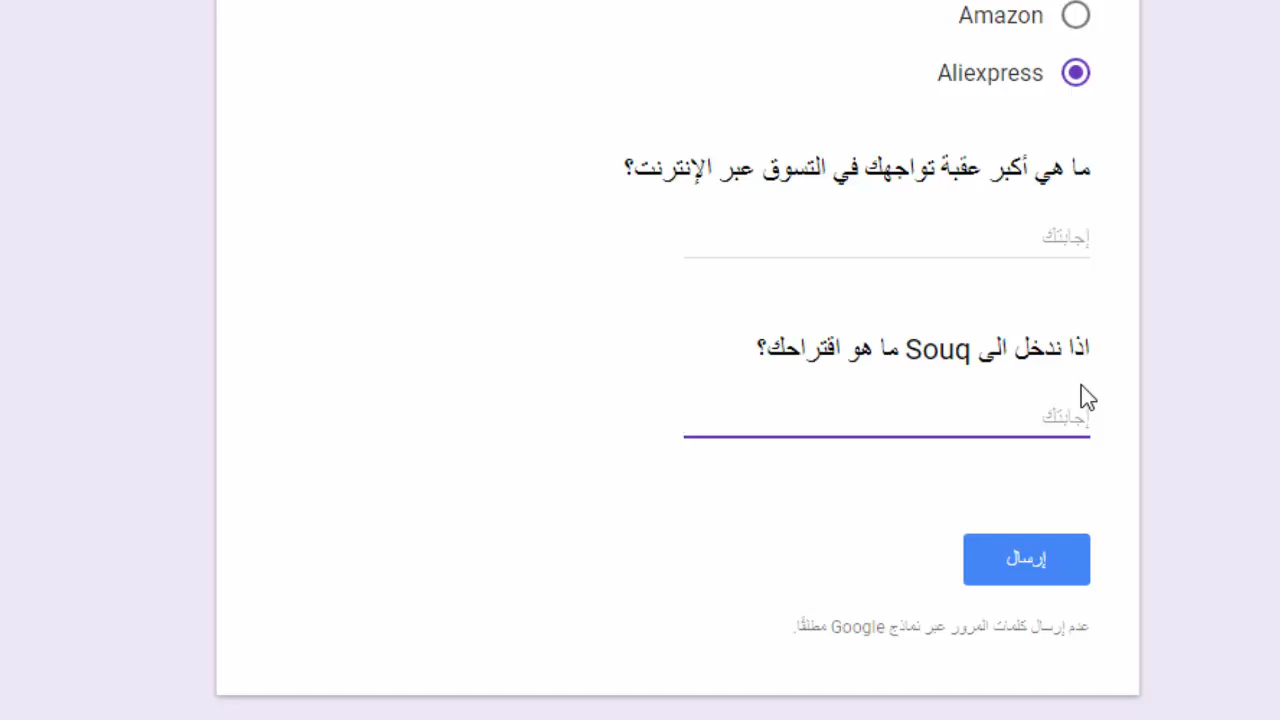 Amazon
Aliexpress
ما هي أكبر عقبة تواجهك في التسوق عبر الإنترنت؟
إجابتك
اذا ندخل الى Souq ما هو اقتراحك؟
إجابتك
إرسال
عدم إرسال كلمات المرور عبر نماذج Google مطلقًا.